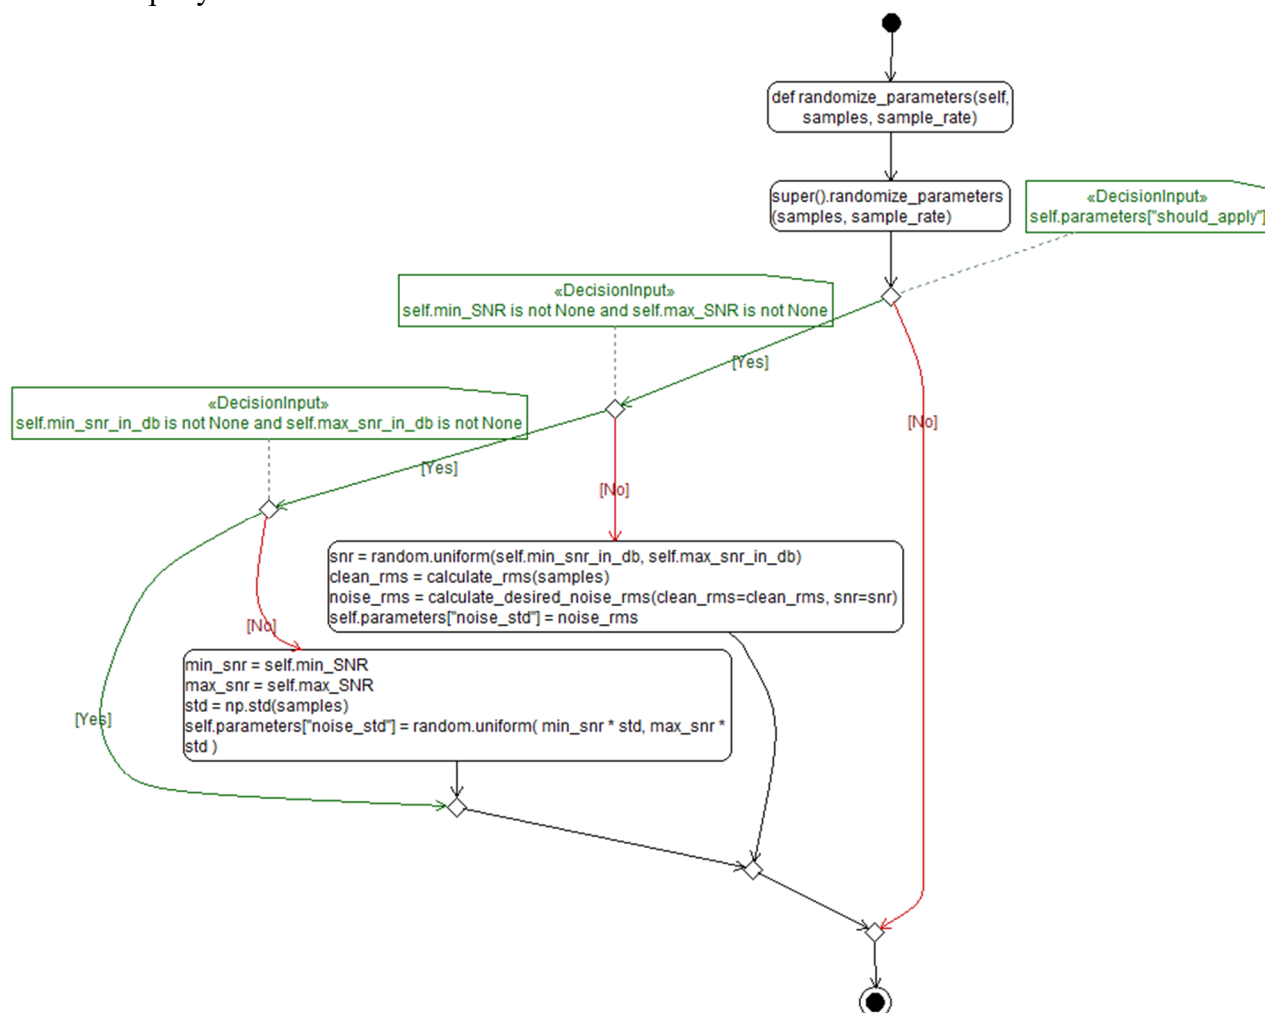 def randomize_parameters(self,
samples, sample_rate)
super().randomize_parameters
(samples, sample_rate)
«DecisionInput»
self.parameters["should_apply"]
«DecisionInput»
self.min_SNR is not None and self.max_SNR is not None
[Yes]
[No]
«DecisionInput»
self.min_snr_in_db is not None and self.max_snr_in_db is not None
[Yes]
[No]
snr = random.uniform(self.min_snr_in_db, self.max_snr_in_db)
clean_rms = calculate_rms(samples)
noise_rms = calculate_desired_noise_rms(clean_rms=clean_rms, snr=snr)
self.parameters["noise_std"] = noise_rms
[No]
min_snr = self.min_SNR
max_snr = self.max_SNR
std = np.std(samples)
self.parameters["noise_std"] = random.uniform( min_snr * std, max_snr *
std )
[Yes]